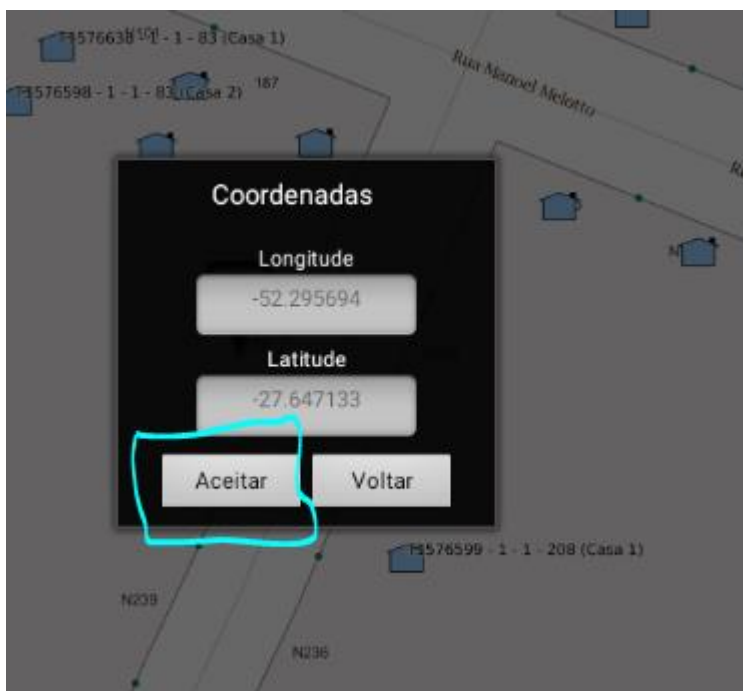 - 1 - 1 - 83 (Casa 1)
- 1 - 1 - 83 (Casa 2)
187
Rua Manoel Melotto
Coordenadas
Longitude
-52.295694
Latitude
-27.647133
Aceitar
Voltar
1576599 - 1 - 1 - 208 (Casa 1)
N239
N236